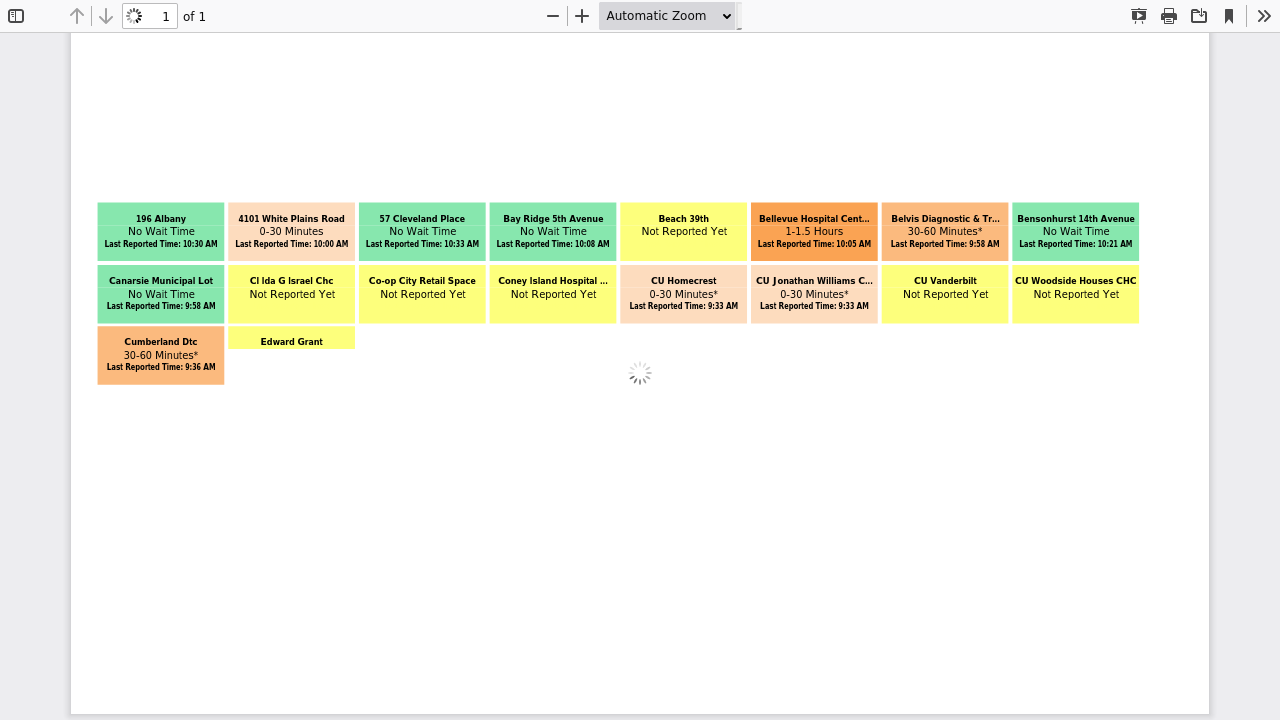 1 of 1 Automatic Zoom
196 Albany
No Wait Time
Last Reported Time: 10:30 AM
4101 White Plains Road
0-30 Minutes
Last Reported Time: 10:00 AM
57 Cleveland Place
No Wait Time
Last Reported Time: 10:33 AM
Bay Ridge 5th Avenue
No Wait Time
Last Reported Time: 10:08 AM
Beach 39th
Not Reported Yet
Bellevue Hospital Cent...
1-1.5 Hours
Last Reported Time: 10:05 AM
Belvis Diagnostic & Tr...
30-60 Minutes*
Last Reported Time: 9:58 AM
Bensonhurst 14th Avenue
No Wait Time
Last Reported Time: 10:21 AM
Canarsie Municipal Lot
No Wait Time
Last Reported Time: 9:58 AM
CI Ida G Israel Chc
Not Reported Yet
Co-op City Retail Space
Not Reported Yet
Coney Island Hospital ...
Not Reported Yet
CU Homecrest
0-30 Minutes*
Last Reported Time: 9:33 AM
CU Jonathan Williams C...
0-30 Minutes*
Last Reported Time: 9:33 AM
CU Vanderbilt
Not Reported Yet
CU Woodside Houses CHC
Not Reported Yet
Cumberland Dtc
30-60 Minutes*
Last Reported Time: 9:36 AM
Edward Grant